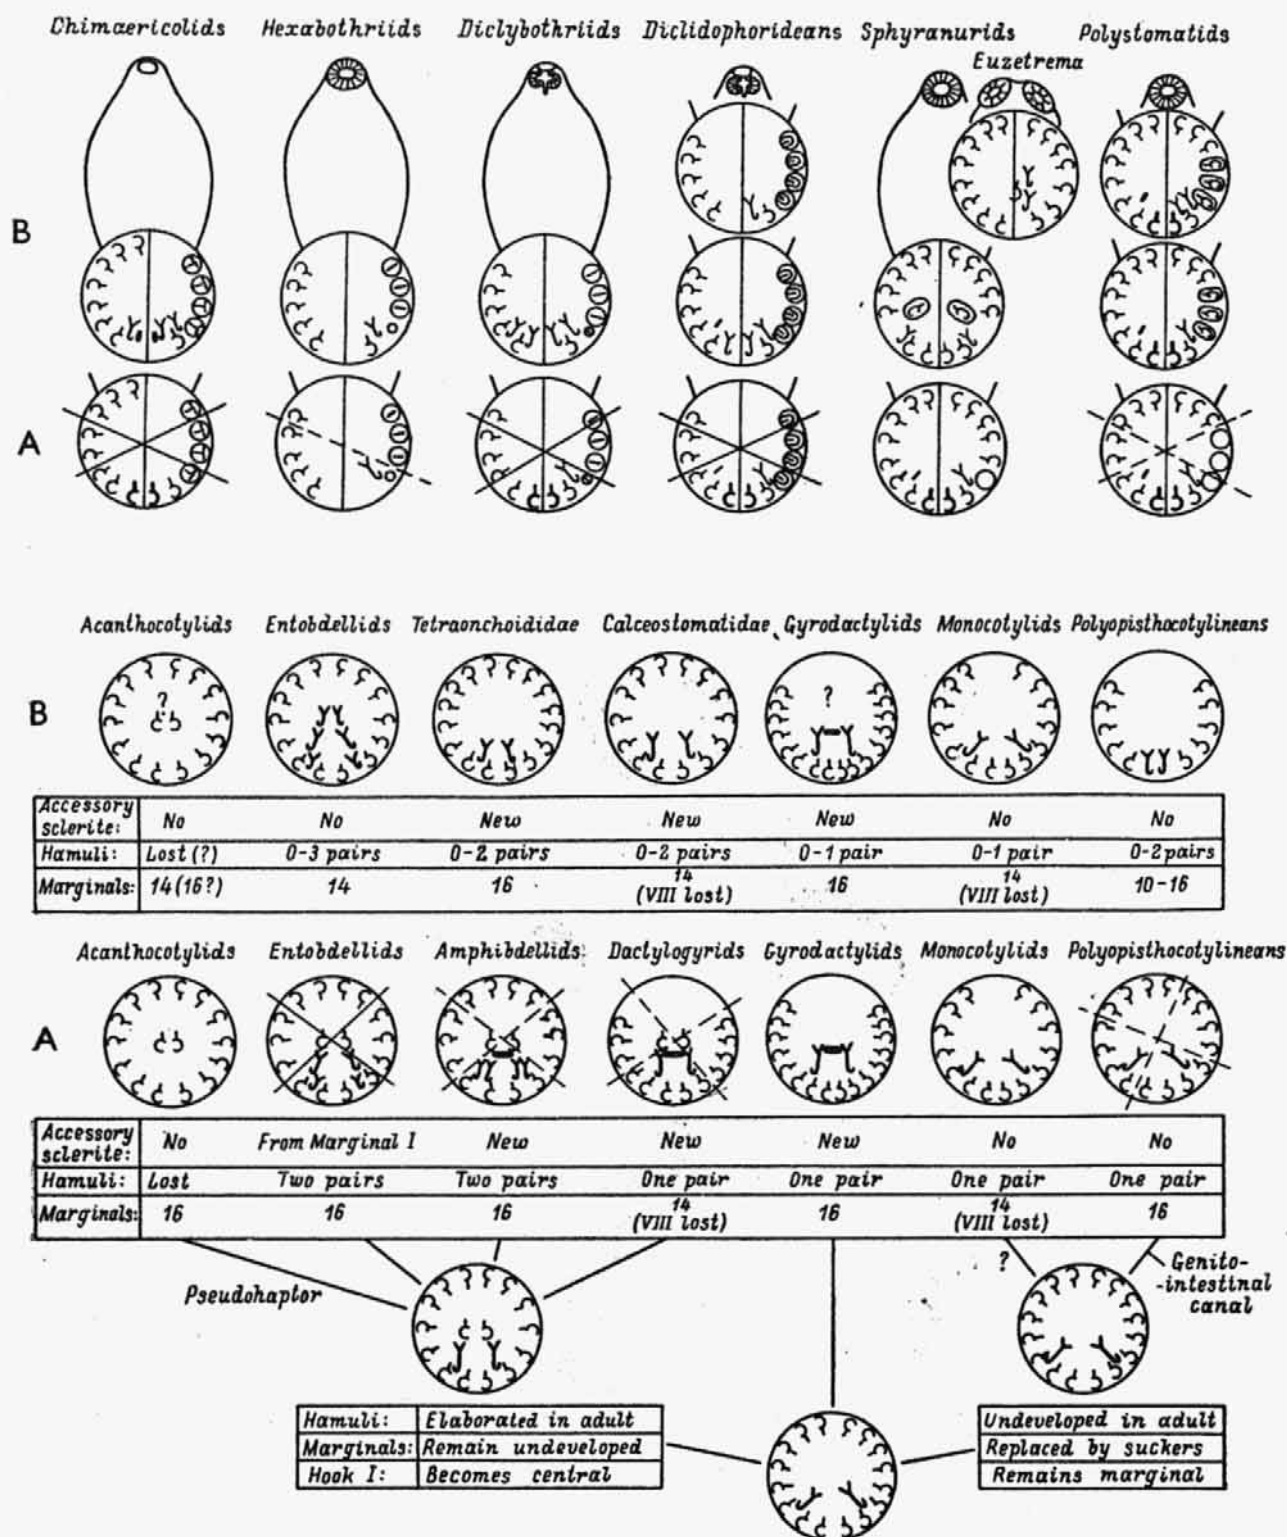 Chimaericolids Hexabothriids Diclybothriids Diclidophorideans Sphyranurids Polystomatids
Euzetrema
B
A
Acanthocotylids Entobdellids Tetraonchoididae Calceostomatidae Gyrodactylids Monocotylids Polyopisthocotylineans
? ?
B
Accessory sclerite: No No New New New No No
Hamuli: Lost (?) 0-3 pairs 0-2 pairs 0-2 pairs 0-1 pair 0-1 pair 0-2 pairs
Marginals: 14 (16?) 14 16 14 (VIII lost) 16 14 (VIII lost) 10-16
Acanthocotylids Entobdellids Amphibdellids Dactylogyrids Gyrodactylids Monocotylids Polyopisthocotylineans
A
Accessory sclerite: No From Marginal I New New New No No
Hamuli: Lost Two pairs Two pairs One pair One pair One pair One pair
Marginals: 16 16 16 14 (VIII lost) 16 14 (VIII lost) 16
Pseudohaptor
?
Genito-
-intestinal
canal
Hamuli: Elaborated in adult
Marginals: Remain undeveloped
Hook I: Becomes central
Undeveloped in adult
Replaced by suckers
Remains marginal